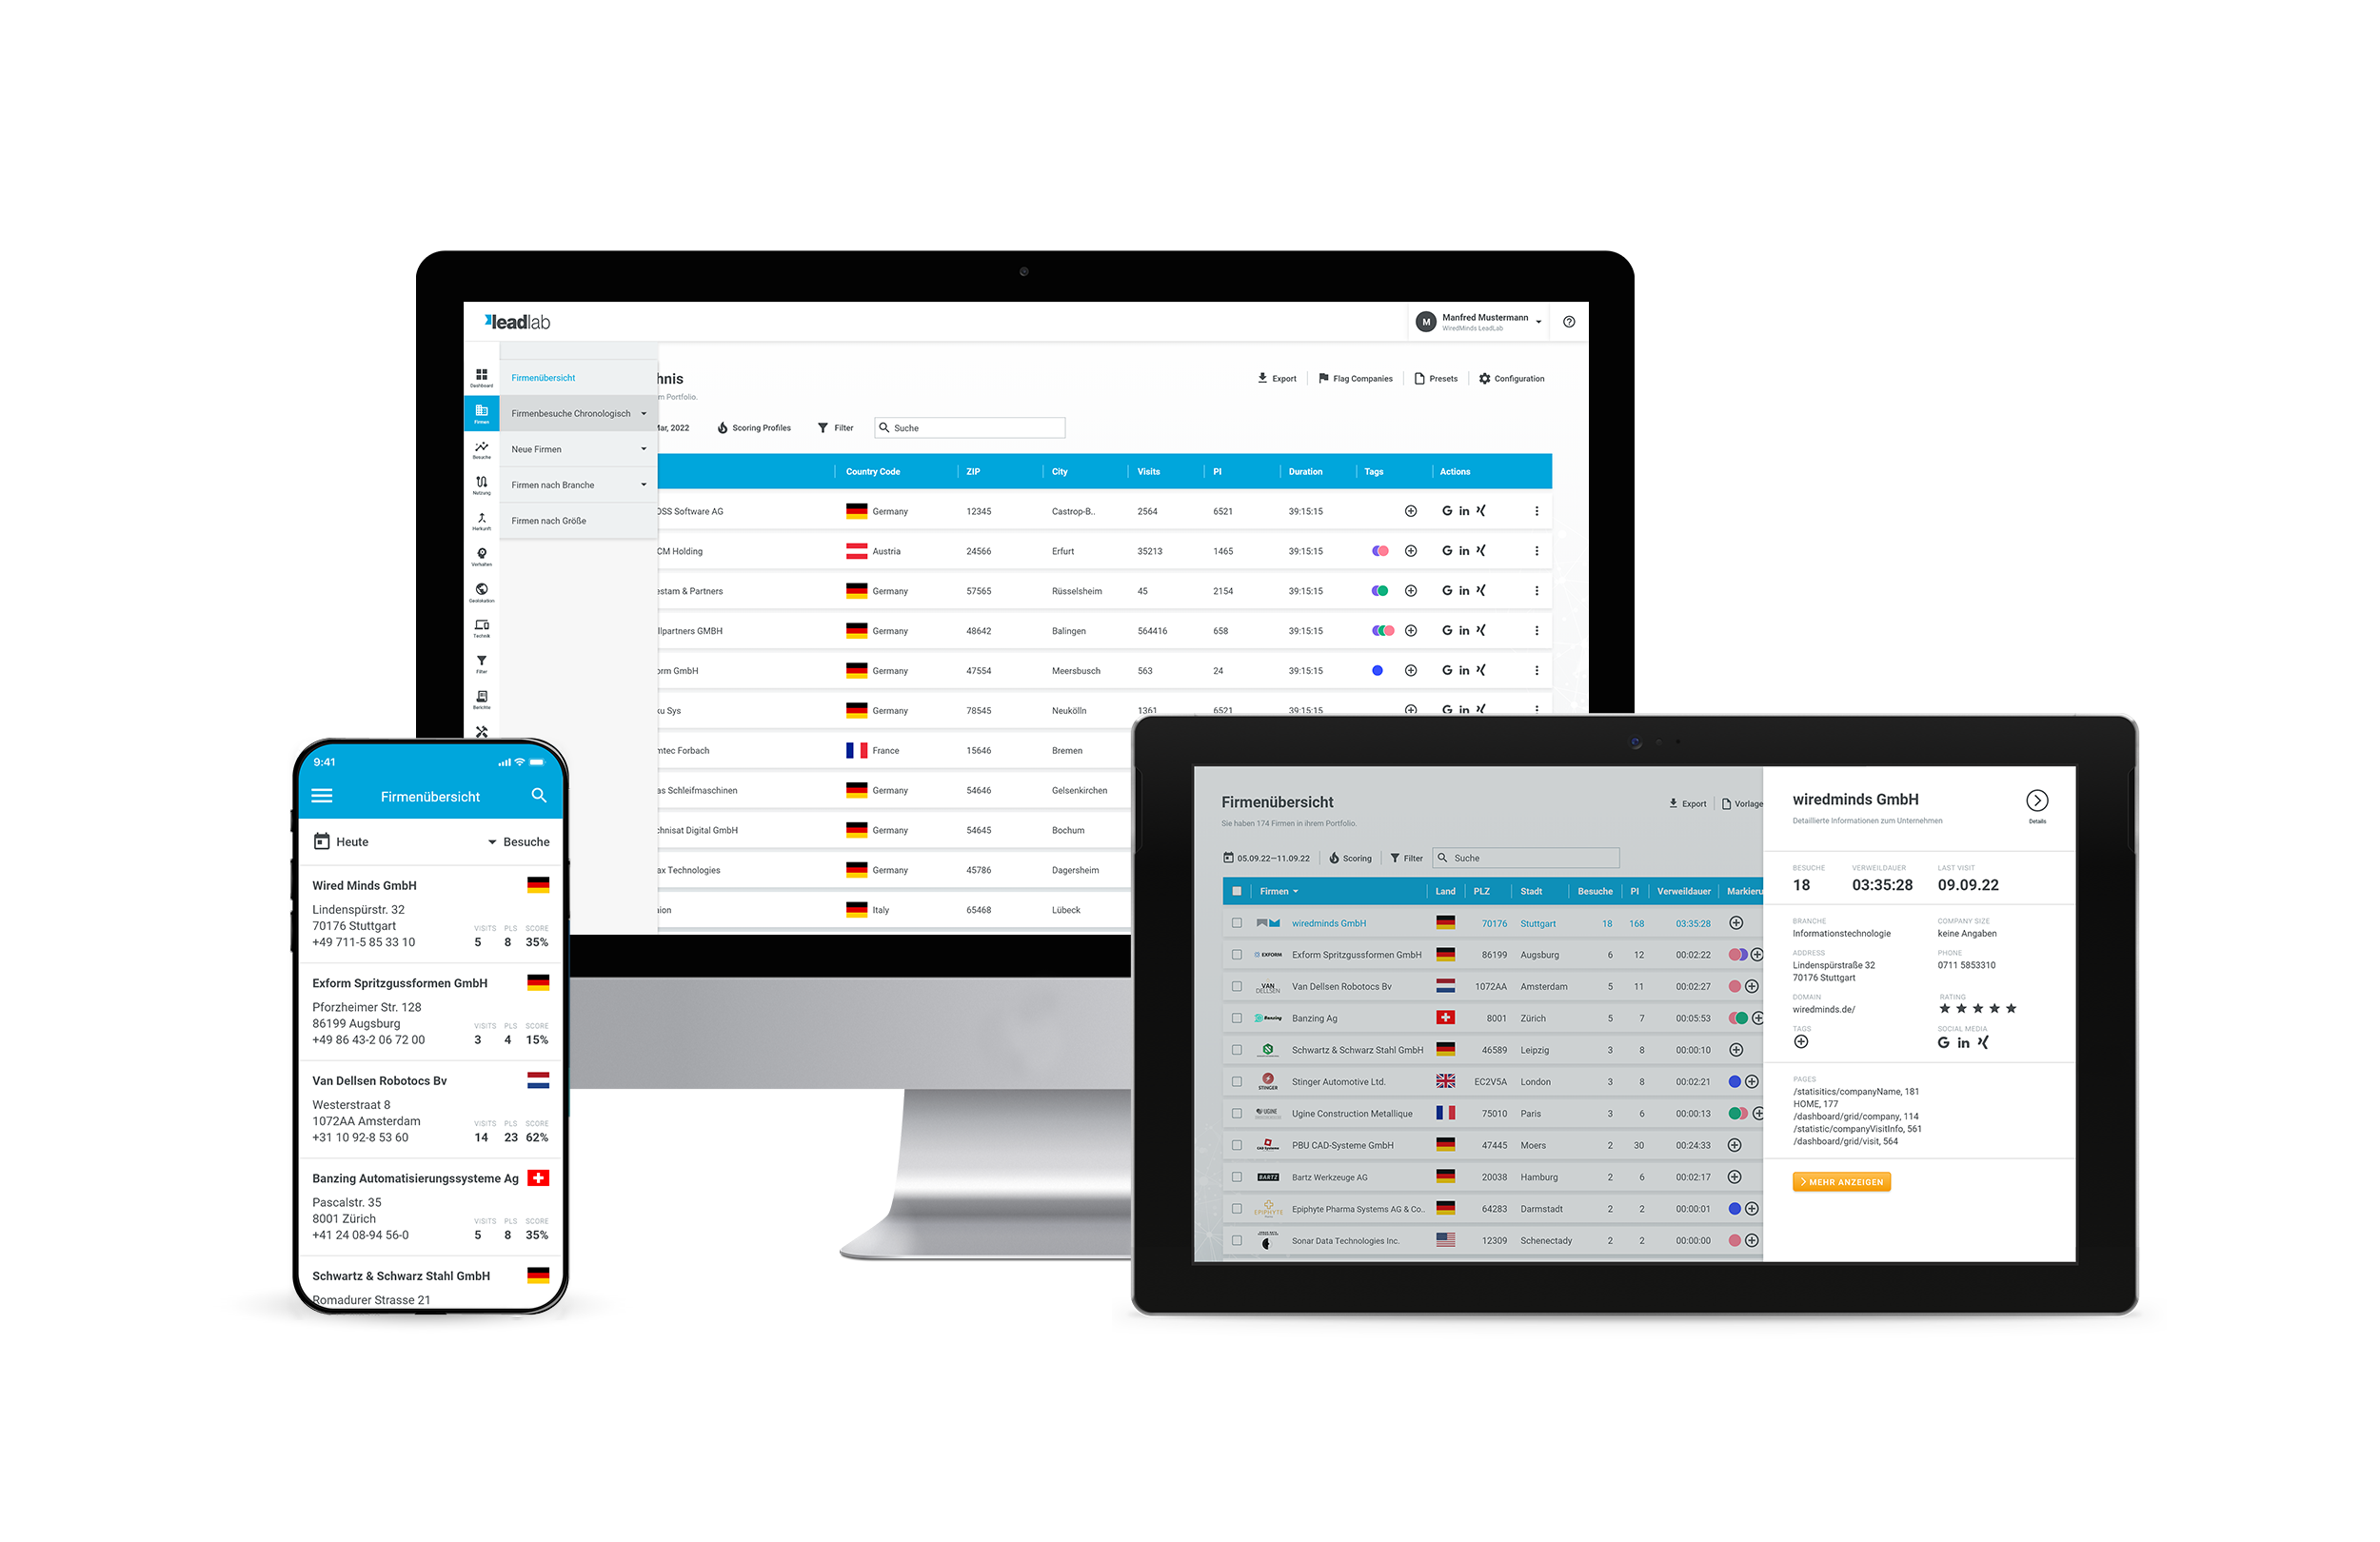 leadlab
M Manfred Mustermann
WiredMinds LeadLab
Dashboard
Firmen
Besuche
Nutzung
Herkunft
Verhalten
Geolokation
Technik
Filter
Berichte
Firmenübersicht
Firmenbesuche Chronologisch
Neue Firmen
Firmen nach Branche
Firmen nach Größe
hnis
m Portfolio.
Export Flag Companies Presets Configuration
Mar, 2022 Scoring Profiles Filter Suche
Country Code ZIP City Visits PI Duration Tags Actions
OSS Software AG Germany 12345 Castrop-B.. 2564 6521 39:15:15 G in
CM Holding Austria 24566 Erfurt 35213 1465 39:15:15 G in
estam & Partners Germany 57565 Rüsselsheim 45 2154 39:15:15 G in
llpartners GMBH Germany 48642 Balingen 564416 658 39:15:15 G in
orm GmbH Germany 47554 Meersbusch 563 24 39:15:15 G in
ku Sys Germany 78545 Neukölln 1361 6521 39:15:15 G in
mtec Forbach France 15646 Bremen
as Schleifmaschinen Germany 54646 Gelsenkirchen
chnisat Digital GmbH Germany 54645 Bochum
ax Technologies Germany 45786 Dagersheim
nion Italy 65468 Lübeck
9:41
Firmenübersicht
Heute Besuche
Wired Minds GmbH
Lindenspürstr. 32
70176 Stuttgart
VISITS PLS SCORE
+49 711-5 85 33 10 5 8 35%
Exform Spritzgussformen GmbH
Pforzheimer Str. 128
86199 Augsburg
VISITS PLS SCORE
+49 86 43-2 06 72 00 3 4 15%
Van Dellsen Robotocs Bv
Westerstraat 8
1072AA Amsterdam
VISITS PLS SCORE
+31 10 92-8 53 60 14 23 62%
Banzing Automatisierungssysteme Ag
Pascalstr. 35
8001 Zürich
VISITS PLS SCORE
+41 24 08-94 56-0 5 8 35%
Schwartz & Schwarz Stahl GmbH
Romadurer Strasse 21
Firmenübersicht
Sie haben 174 Firmen in ihrem Portfolio.
Export Vorlage
05.09.22—11.09.22 Scoring Filter Suche
Firmen Land PLZ Stadt Besuche PI Verweildauer Markieru
wiredminds GmbH 70176 Stuttgart 18 168 03:35:28
EXFORM Exform Spritzgussformen GmbH 86199 Augsburg 6 12 00:02:22
VAN DELLSEN Van Dellsen Robotocs Bv 1072AA Amsterdam 5 11 00:02:27
Banzing Banzing Ag 8001 Zürich 5 7 00:05:53
Schwartz & Schwarz Stahl GmbH 46589 Leipzig 3 8 00:00:10
STINGER Stinger Automotive Ltd. EC2V5A London 3 8 00:02:21
UGINE Ugine Construction Metallique 75010 Paris 3 6 00:00:13
CAD Systeme PBU CAD-Systeme GmbH 47445 Moers 2 30 00:24:33
BARTZ Bartz Werkzeuge AG 20038 Hamburg 2 6 00:02:17
EPIPHYTE Epiphyte Pharma Systems AG & Co.. 64283 Darmstadt 2 2 00:00:01
Sonar Data Technologies Inc. 12309 Schenectady 2 2 00:00:00
wiredminds GmbH
Detaillierte Informationen zum Unternehmen
Details
BESUCHE VERWEILDAUER LAST VISIT
18 03:35:28 09.09.22
BRANCHE COMPANY SIZE
Informationstechnologie keine Angaben
ADDRESS PHONE
Lindenspürstraße 32 0711 5853310
70176 Stuttgart
DOMAIN RATING
wiredminds.de/
TAGS SOCIAL MEDIA
G in
PAGES
/statisitics/companyName, 181
HOME, 177
/dashboard/grid/company, 114
/statistic/companyVisitInfo, 561
/dashboard/grid/visit, 564
MEHR ANZEIGEN